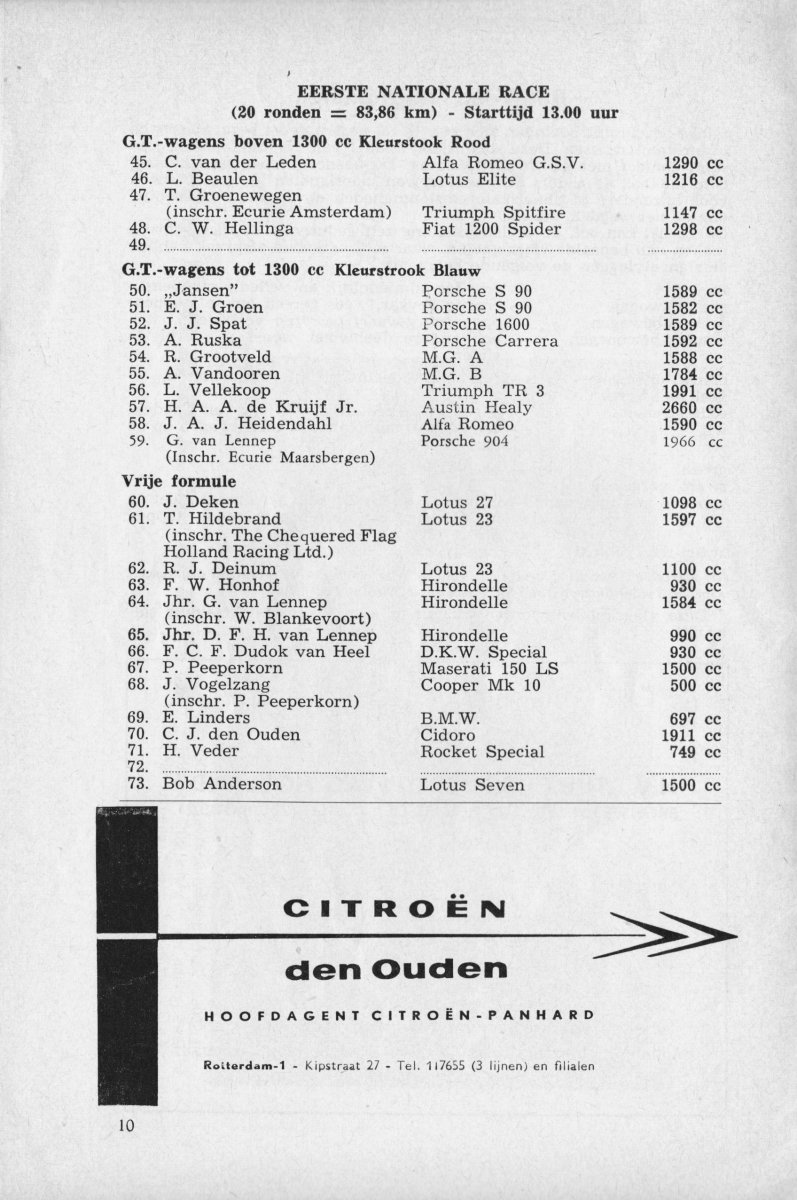 EERSTE NATIONALE RACE
(20 ronden = 83,86 km) - Starttijd 13.00 uur
G.T.-wagens boven 1300 cc Kleurstook Rood
45. C. van der Leden Alfa Romeo G.S.V. 1290 cc
46. L. Beaulen Lotus Elite 1216 cc
47. T. Groenewegen
(inschr. Ecurie Amsterdam) Triumph Spitfire 1147 cc
48. C. W. Hellinga Fiat 1200 Spider 1298 cc
49.
G.T.-wagens tot 1300 cc Kleurstrook Blauw
50. „Jansen” Porsche S 90 1589 cc
51. E. J. Groen Porsche S 90 1582 cc
52. J. J. Spat Porsche 1600 1589 cc
53. A. Ruska Porsche Carrera 1592 cc
54. R. Grootveld M.G. A 1588 cc
55. A. Vandooren M.G. B 1784 cc
56. L. Vellekoop Triumph TR 3 1991 cc
57. H. A. A. de Kruijf Jr. Austin Healy 2660 cc
58. J. A. J. Heidendahl Alfa Romeo 1590 cc
59. G. van Lennep Porsche 904 1966 cc
(Inschr. Ecurie Maarsbergen)
Vrije formule
60. J. Deken Lotus 27 1098 cc
61. T. Hildebrand Lotus 23 1597 cc
(inschr. The Chequered Flag
Holland Racing Ltd.)
62. R. J. Deinum Lotus 23 1100 cc
63. F. W. Honhof Hirondelle 930 cc
64. Jhr. G. van Lennep Hirondelle 1584 cc
(inschr. W. Blankevoort)
65. Jhr. D. F. H. van Lennep Hirondelle 990 cc
66. F. C. F. Dudok van Heel D.K.W. Special 930 cc
67. P. Peeperkorn Maserati 150 LS 1500 cc
68. J. Vogelzang Cooper Mk 10 500 cc
(inschr. P. Peeperkorn)
69. E. Linders B.M.W. 697 cc
70. C. J. den Ouden Cidoro 1911 cc
71. H. Veder Rocket Special 749 cc
72.
73. Bob Anderson Lotus Seven 1500 cc
CITROËN
den Ouden
HOOFDAGENT CITROËN-PANHARD
Rotterdam-1 - Kipstraat 27 - Tel. 117655 (3 lijnen) en filialen
10